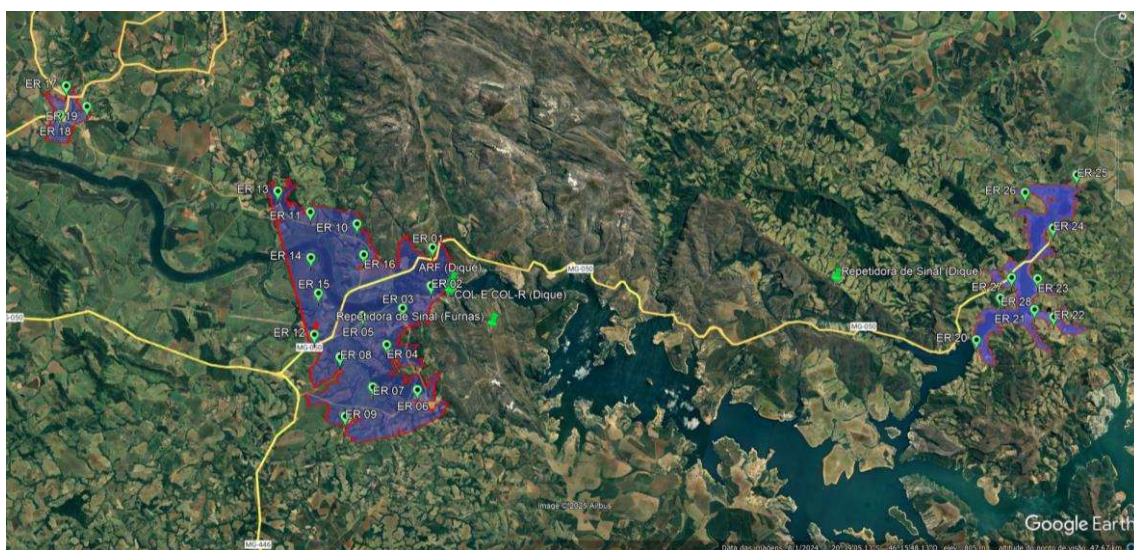 ER 17
ER 19
ER 18
ER 13
ER 11
ER 10
ER 14
ER 16
ER 01
ARF (Dique)
ER 02
COL-E COL-R (Dique)
ER 15
ER 03
Repetidora de Sinal (Furnas)
ER 05
ER 12
MG-050
ER 04
ER 08
ER 07
ER 06
ER 09
MG-050
MG-446
MG-050
MG-050
Repetidora de Sinal (Dique)
ER 25
ER 26
ER 24
ER 27
ER 23
ER 28
ER 21
ER 22
ER 20
Image © 2025 Airbus
Google Earth